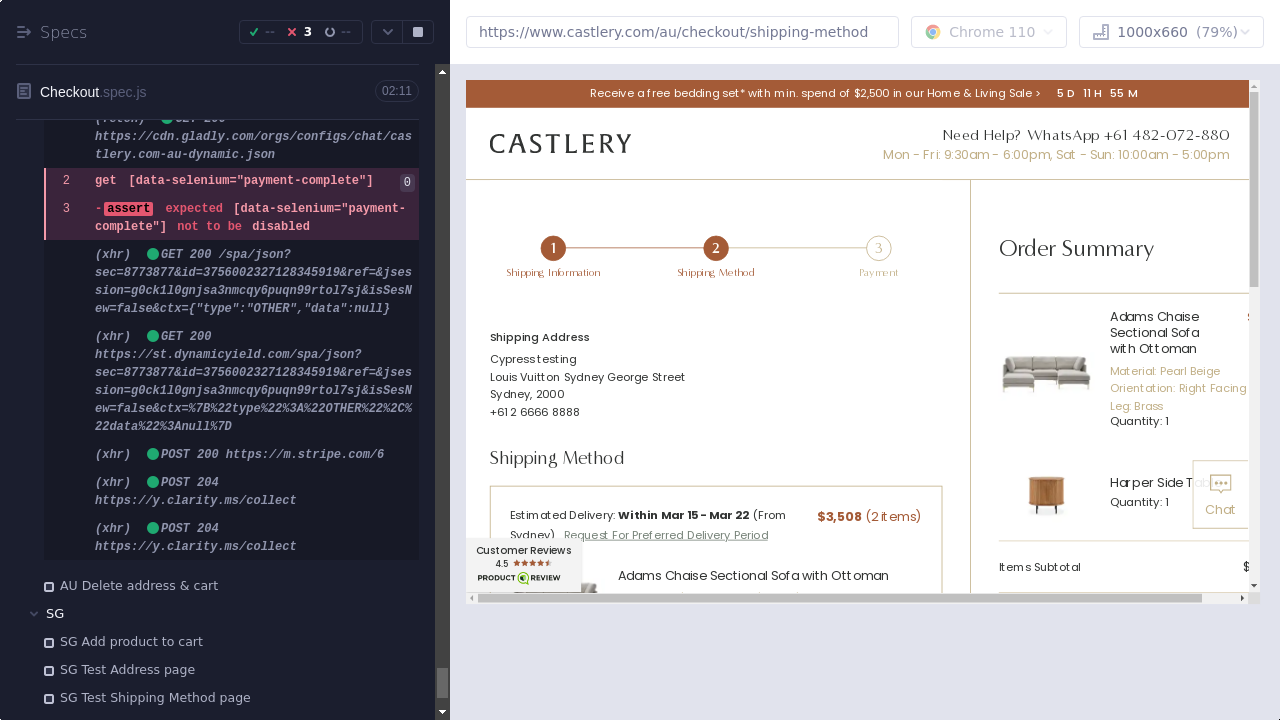 Specs
-- 3 --
https://www.castlery.com/au/checkout/shipping-method
Chrome 110
1000x660 (79%)
Checkout.spec.js
02:11
(fetch) GET 200
https://cdn.gladly.com/orgs/configs/chat/cas
tlery.com-au-dynamic.json
2 get [data-selenium="payment-complete"] 0
3 -assert expected [data-selenium="payment-
complete"] not to be disabled
(xhr) GET 200 /spa/json?
sec=8773877&id=3756002327128345919&ref=&jses
sion=g0ck1l0gnjsa3nmcqy6puqn99rtol7sj&isSesN
ew=false&ctx={"type":"OTHER","data":null}
(xhr) GET 200
https://st.dynamicyield.com/spa/json?
sec=8773877&id=3756002327128345919&ref=&jses
sion=g0ck1l0gnjsa3nmcqy6puqn99rtol7sj&isSesN
ew=false&ctx=%7B%22type%22%3A%22OTHER%22%2C%
22data%22%3Anull%7D
(xhr) POST 200 https://m.stripe.com/6
(xhr) POST 204
https://y.clarity.ms/collect
(xhr) POST 204
https://y.clarity.ms/collect
AU Delete address & cart
SG
SG Add product to cart
SG Test Address page
SG Test Shipping Method page
Receive a free bedding set* with min. spend of $2,500 in our Home & Living Sale > 5 D 11 H 55 M
CASTLERY
Need Help? WhatsApp +61 482-072-880
Mon - Fri: 9:30am - 6:00pm, Sat - Sun: 10:00am - 5:00pm
1 2 3
Shipping Information Shipping Method Payment
Shipping Address
Cypress testing
Louis Vuitton Sydney George Street
Sydney, 2000
+61 2 6666 8888
Shipping Method
Estimated Delivery: Within Mar 15 - Mar 22 (From
Sydney) Request For Preferred Delivery Period
$3,508 (2 items)
Adams Chaise Sectional Sofa with Ottoman
Customer Reviews
4.5
PRODUCT REVIEW
Order Summary
Adams Chaise
Sectional Sofa
with Ottoman
$
Material: Pearl Beige
Orientation: Right Facing
Leg: Brass
Quantity: 1
Harper Side Table
Quantity: 1
Chat
Items Subtotal
$